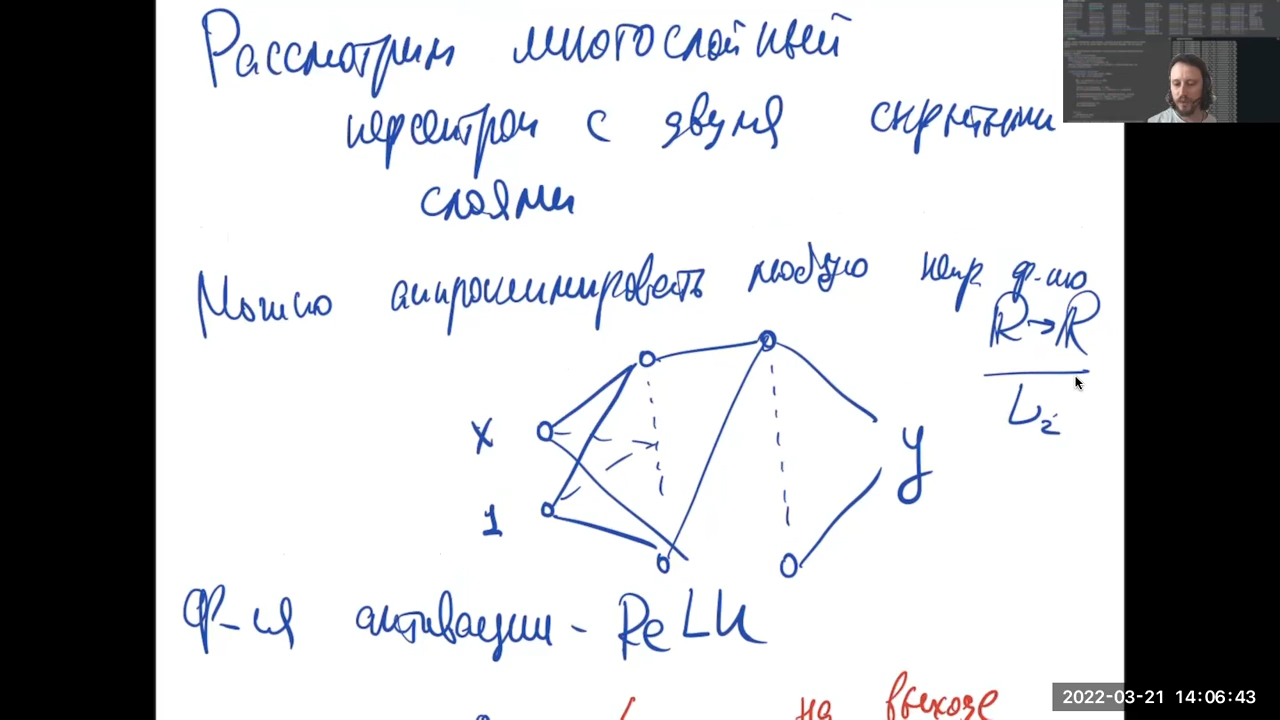 Рассмотрим многослойный
персептрон с двумя скрытыми
слоями
Можно аппроксимировать любую непр ф-ию
R→R
L₂
x
y
1
Ф-ия активации - ReLU
на выходе
2022-03-21 14:06:43